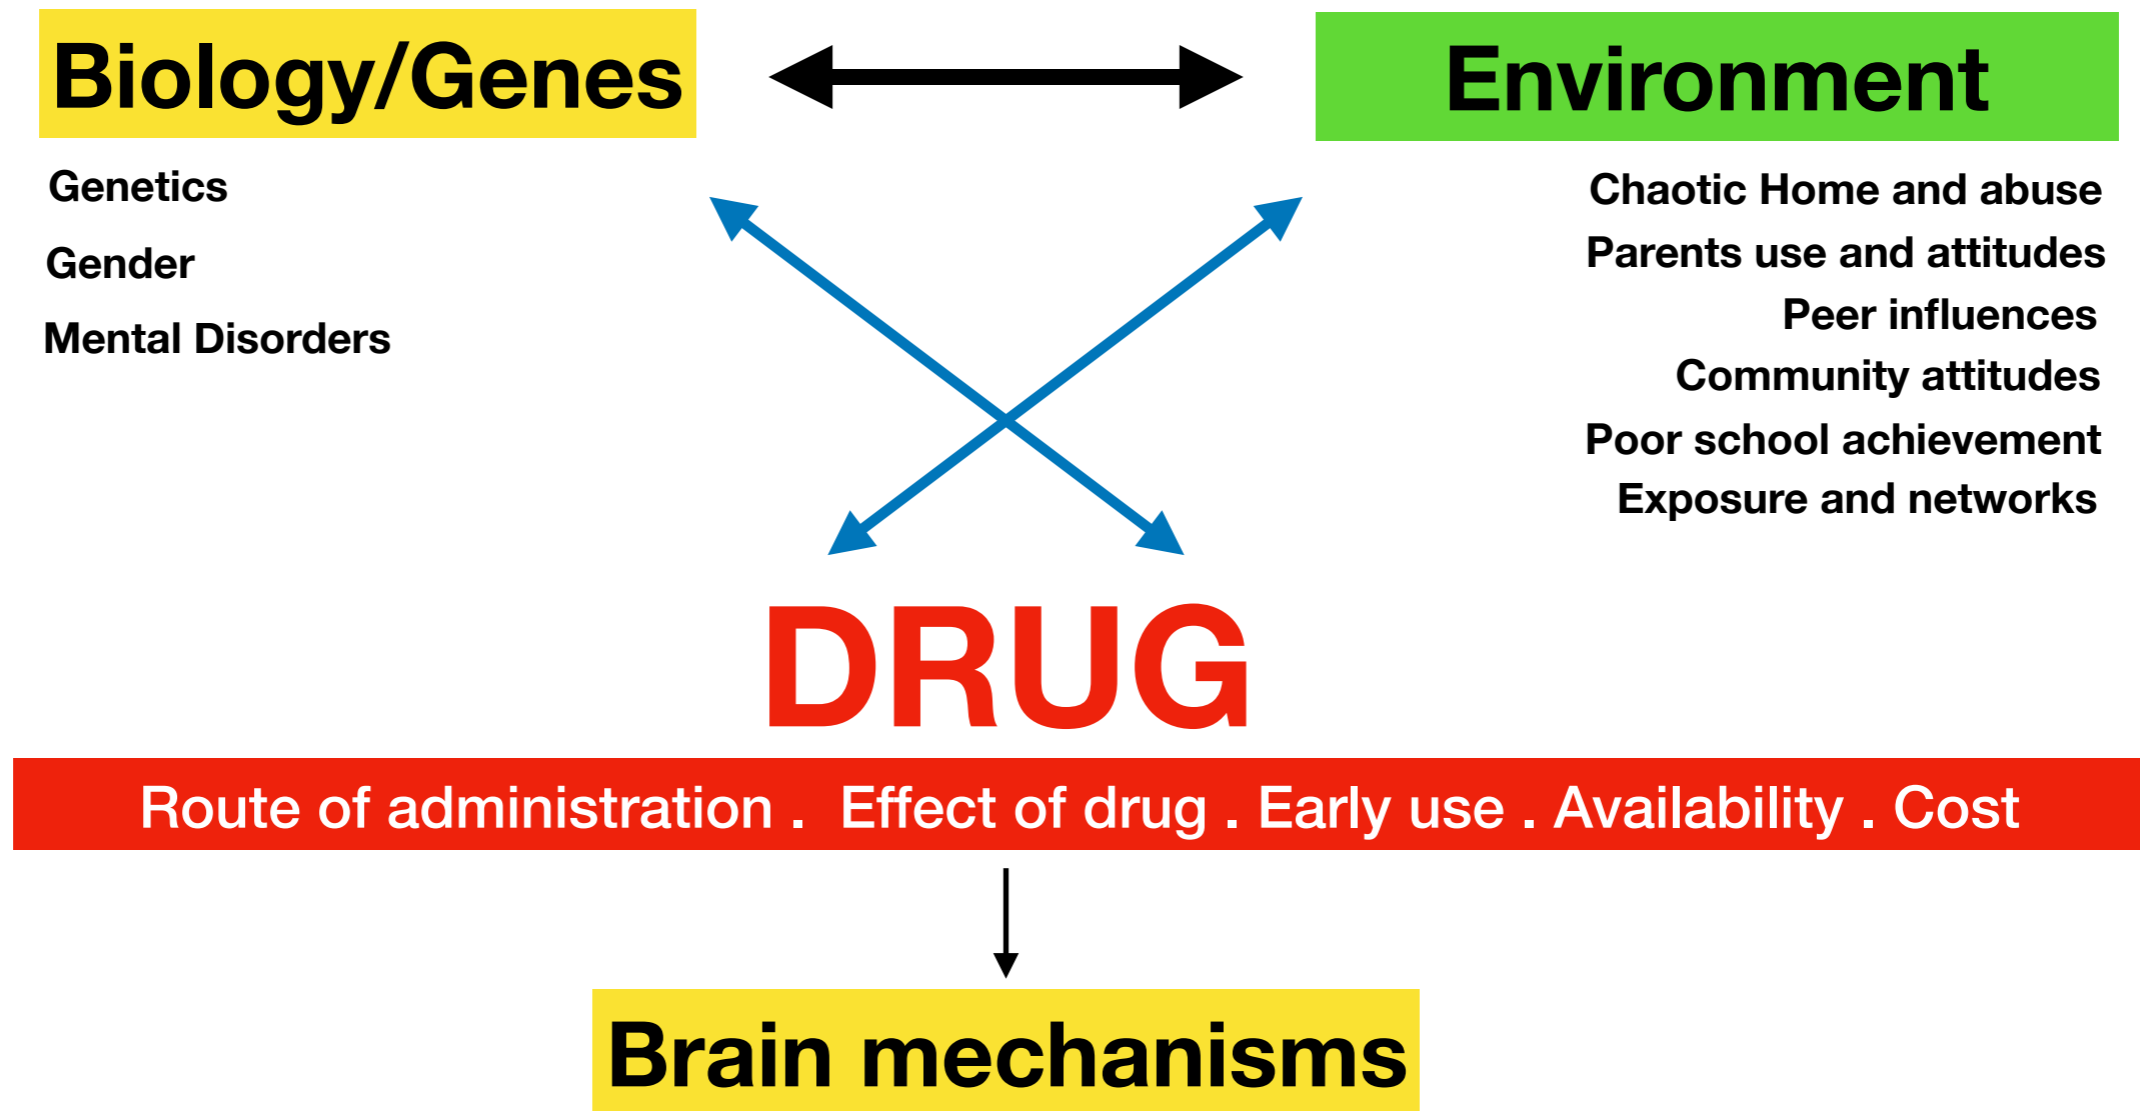 Biology/Genes
Environment
Genetics
Gender
Mental Disorders
Chaotic Home and abuse
Parents use and attitudes
Peer influences
Community attitudes
Poor school achievement
Exposure and networks
DRUG
Route of administration .  Effect of drug . Early use . Availability . Cost
Brain mechanisms